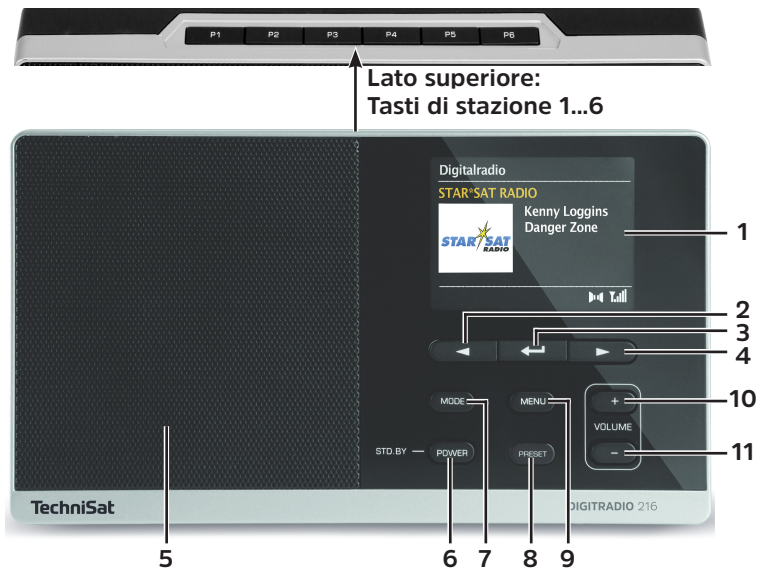 P1 P2 P3 P4 P5 P6
Lato superiore:
Tasti di stazione 1...6
Digitalradio
STAR*SAT RADIO
Kenny Loggins
Danger Zone
STAR SAT
RADIO
1
2
3
4
MODE
MENU
+
10
VOLUME
STD.BY
POWER
PRESET
-
11
TechniSat
DIGITRADIO 216
5
6
7
8
9